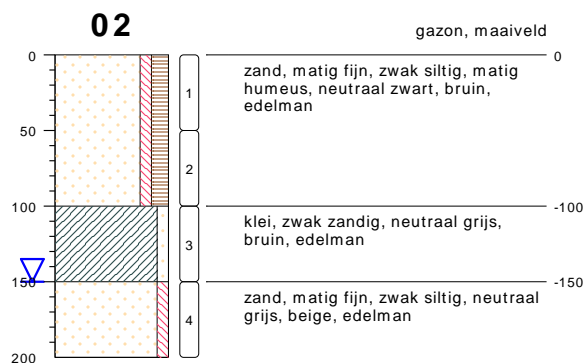 02
gazon, maaiveld
0
0
zand, matig fijn, zwak siltig, matig
humeus, neutraal zwart, bruin,
edelman
1
50
2
100
-100
klei, zwak zandig, neutraal grijs,
bruin, edelman
3
150
-150
zand, matig fijn, zwak siltig, neutraal
grijs, beige, edelman
4
200